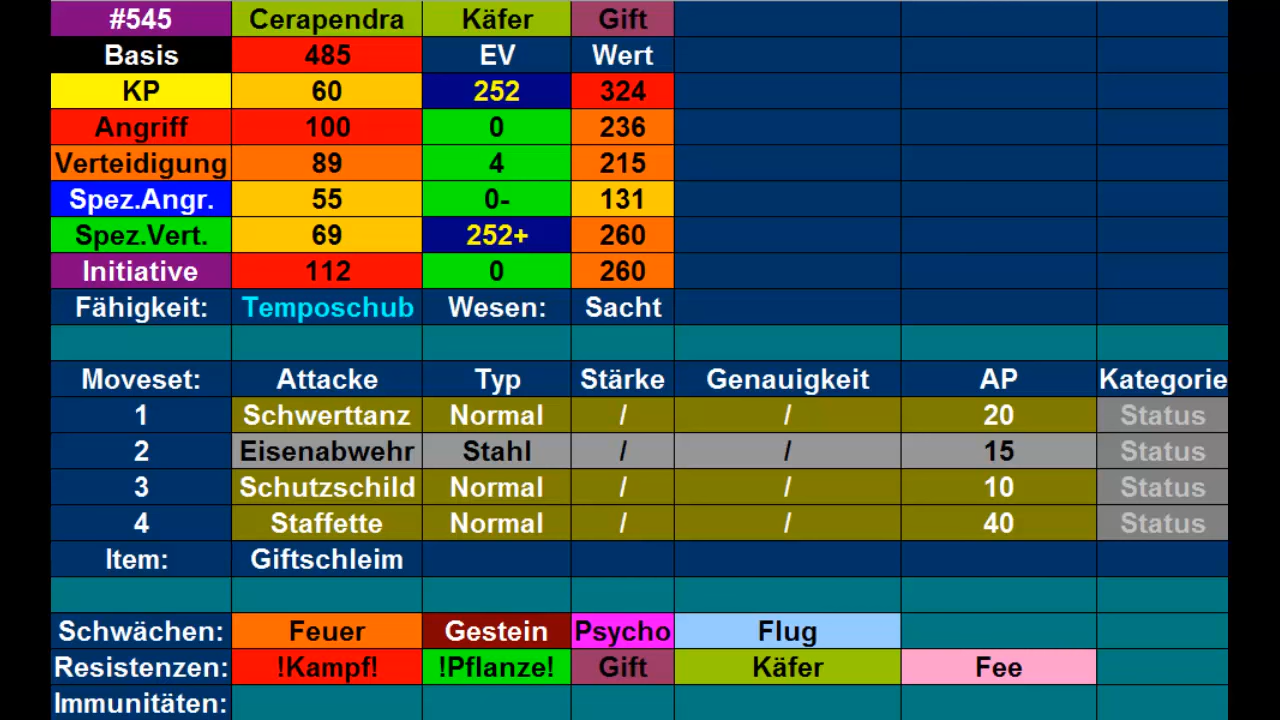 #545 Cerapendra Käfer Gift
Basis 485 EV Wert
KP 60 252 324
Angriff 100 0 236
Verteidigung 89 4 215
Spez.Angr. 55 0- 131
Spez.Vert. 69 252+ 260
Initiative 112 0 260
Fähigkeit: Temposchub Wesen: Sacht
Moveset: Attacke Typ Stärke Genauigkeit AP Kategorie
1 Schwerttanz Normal / / 20 Status
2 Eisenabwehr Stahl / / 15 Status
3 Schutzschild Normal / / 10 Status
4 Staffette Normal / / 40 Status
Item: Giftschleim
Schwächen: Feuer Gestein Psycho Flug
Resistenzen: !Kampf! !Pflanze! Gift Käfer Fee
Immunitäten: